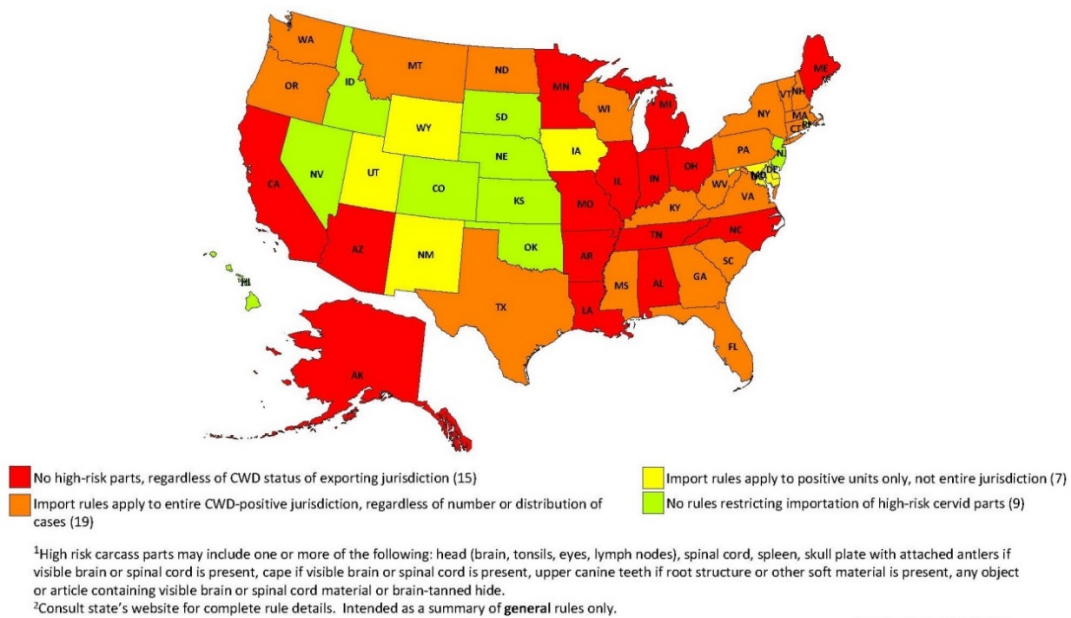 WA
MT
ND
MN
ME
OR
ID
SD
WI
MI
VT
NH
NY
MA
CT
RI
WY
IA
PA
NJ
NE
OH
MD
DE
NV
UT
CO
IL
IN
WV
VA
CA
KS
MO
KY
NC
AZ
NM
OK
AR
TN
SC
MS
AL
GA
TX
LA
FL
HI
AK
No high-risk parts, regardless of CWD status of exporting jurisdiction (15)
Import rules apply to entire CWD-positive jurisdiction, regardless of number or distribution of
cases (19)
Import rules apply to positive units only, not entire jurisdiction (7)
No rules restricting importation of high-risk cervid parts (9)
1High risk carcass parts may include one or more of the following: head (brain, tonsils, eyes, lymph nodes), spinal cord, spleen, skull plate with attached antlers if
visible brain or spinal cord is present, cape if visible brain or spinal cord is present, upper canine teeth if root structure or other soft material is present, any object
or article containing visible brain or spinal cord material or brain-tanned hide.
2Consult state's website for complete rule details. Intended as a summary of general rules only.